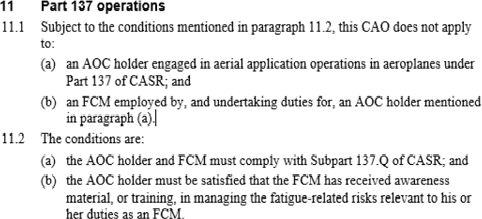 11 Part 137 operations
11.1 Subject to the conditions mentioned in paragraph 11.2, this CAO does not apply
to:
(a) an AOC holder engaged in aerial application operations in aeroplanes under
Part 137 of CASR; and
(b) an FCM employed by, and undertaking duties for, an AOC holder mentioned
in paragraph (a).
11.2 The conditions are:
(a) the AOC holder and FCM must comply with Subpart 137.Q of CASR; and
(b) the AOC holder must be satisfied that the FCM has received awareness
material, or training, in managing the fatigue-related risks relevant to his or
her duties as an FCM.